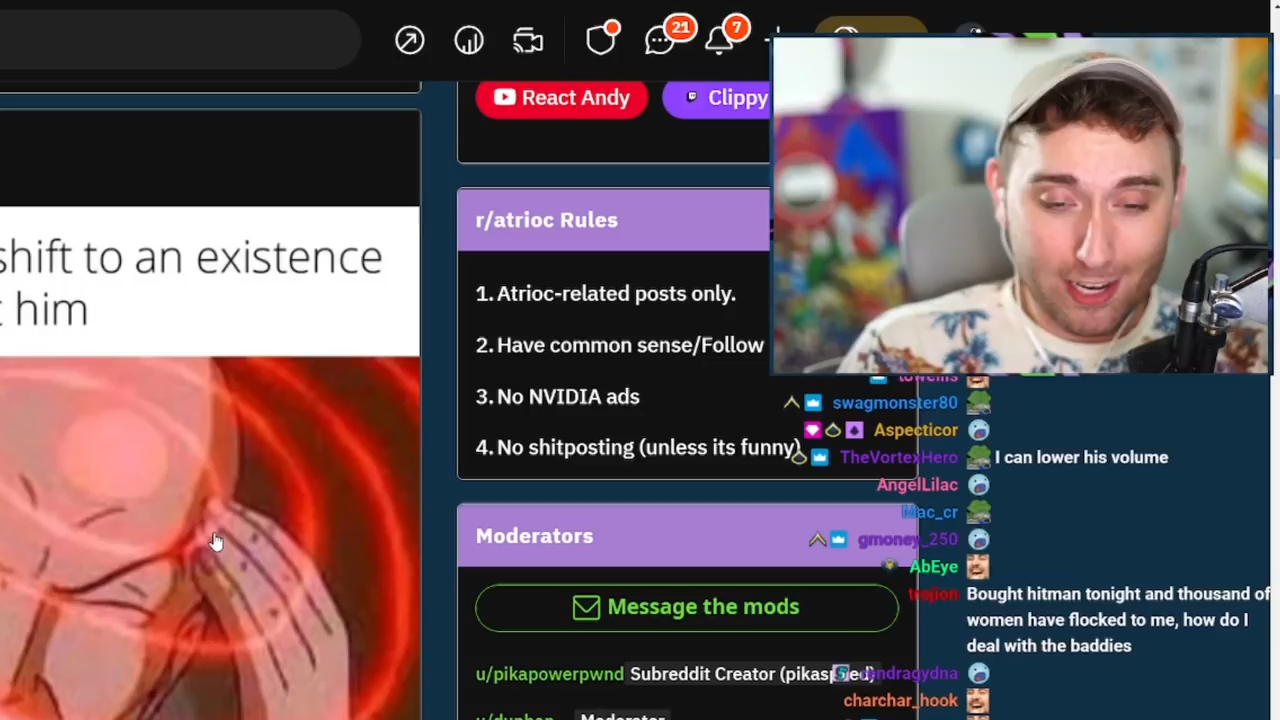 21
7
React Andy
Clippy
r/atrioc Rules
shift to an existence
him
1. Atrioc-related posts only.
2. Have common sense/Follow
3. No NVIDIA ads
4. No shitposting (unless its funny)
Moderators
Message the mods
u/pikapowerpwnd Subreddit Creator
Moderator
swagmonster80
Aspecticor
TheVortexHero I can lower his volume
AngelLilac
Mac_cr
gmoney_250
AbEye
trojion Bought hitman tonight and thousand of
women have flocked to me, how do I
deal with the baddies
charchar_hook